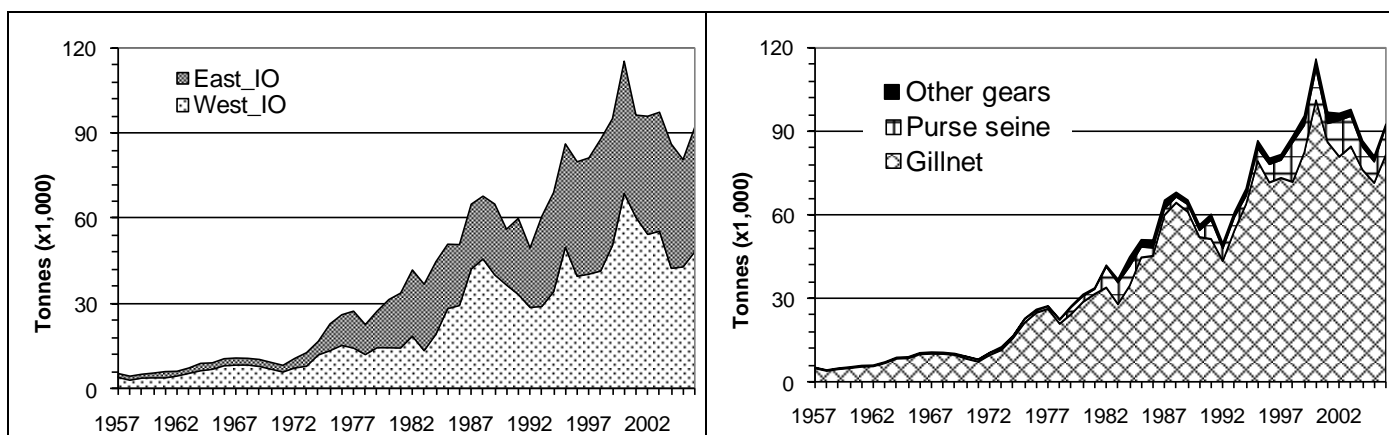 120
90
60
30
0
Tonnes (x1,000)
East_IO
West_IO
1957 1962 1967 1972 1977 1982 1987 1992 1997 2002
120
90
60
30
0
Tonnes (x1,000)
Other gears
Purse seine
Gillnet
1957 1962 1967 1972 1977 1982 1987 1992 1997 2002